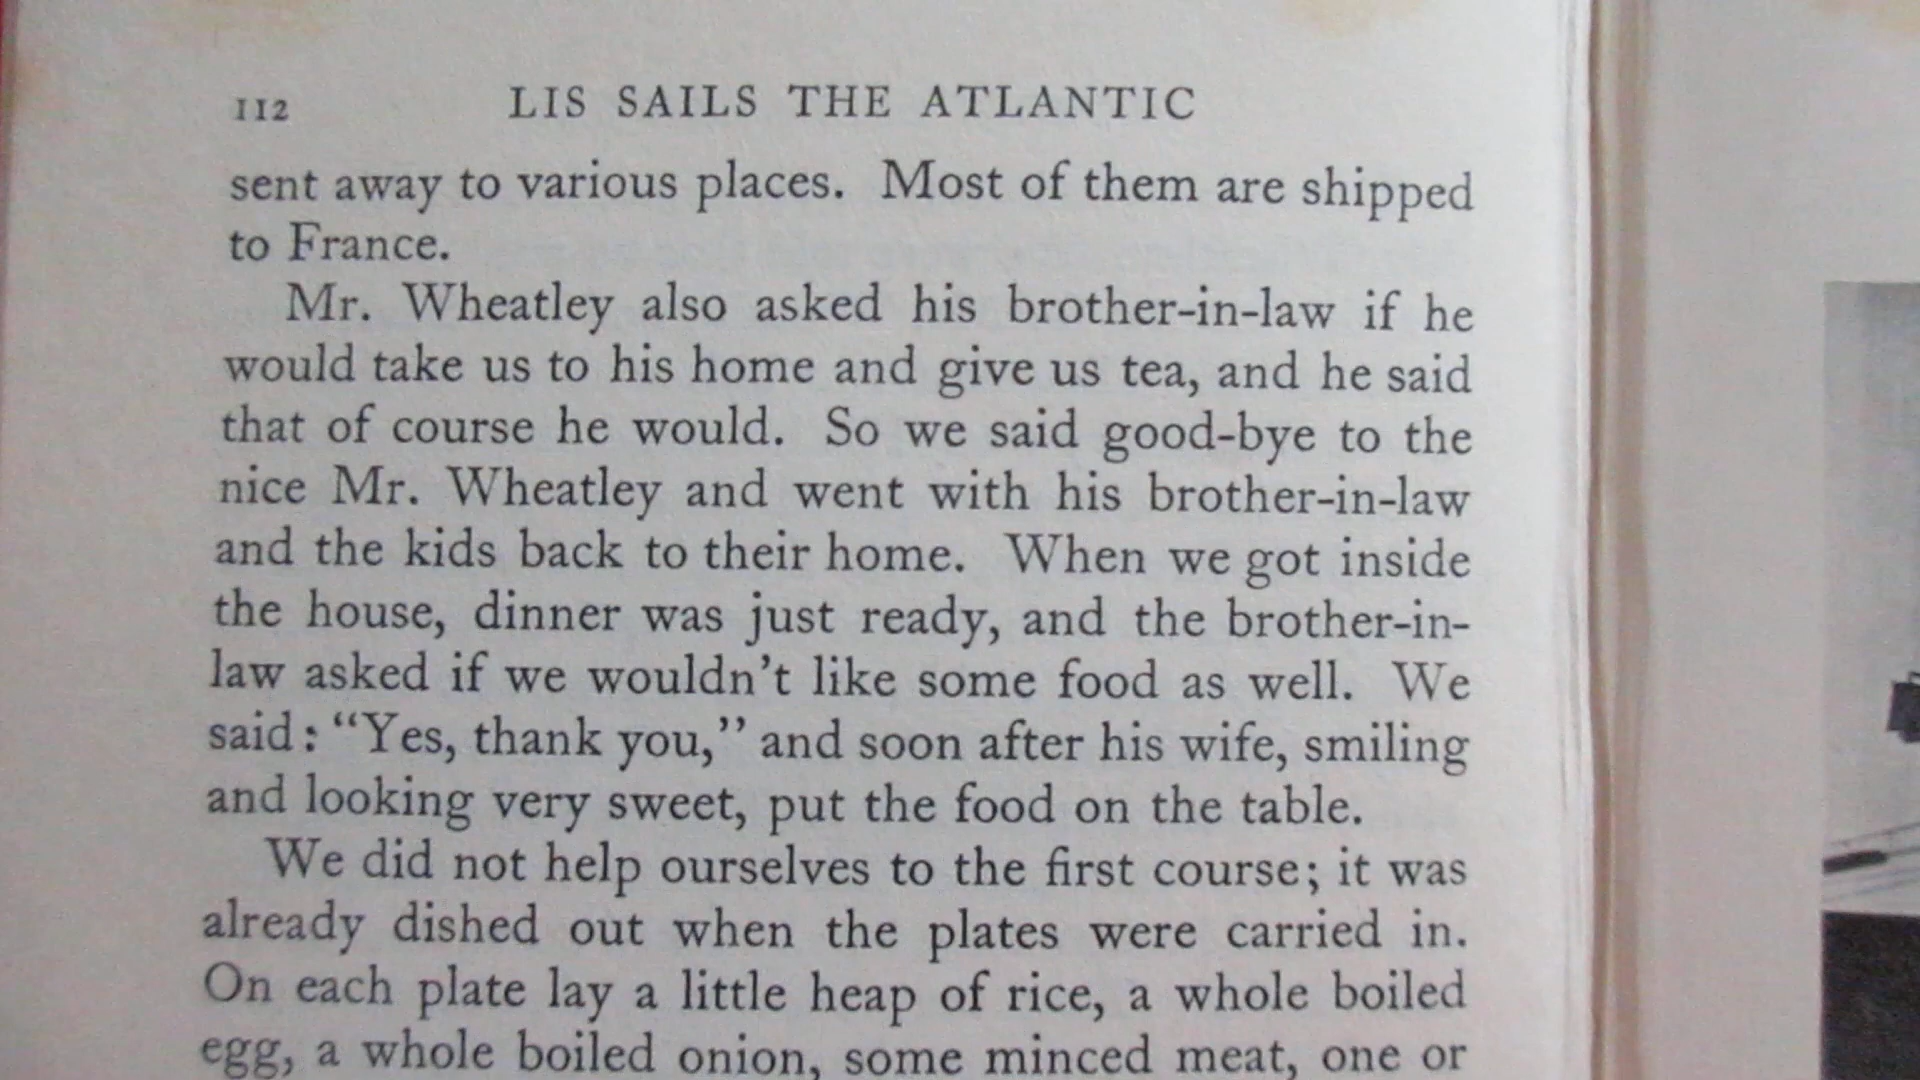 112 LIS SAILS THE ATLANTIC
sent away to various places. Most of them are shipped
to France.
Mr. Wheatley also asked his brother-in-law if he
would take us to his home and give us tea, and he said
that of course he would. So we said good-bye to the
nice Mr. Wheatley and went with his brother-in-law
and the kids back to their home. When we got inside
the house, dinner was just ready, and the brother-in-
law asked if we wouldn't like some food as well. We
said: “Yes, thank you,” and soon after his wife, smiling
and looking very sweet, put the food on the table.
We did not help ourselves to the first course; it was
already dished out when the plates were carried in.
On each plate lay a little heap of rice, a whole boiled
egg, a whole boiled onion, some minced meat, one or